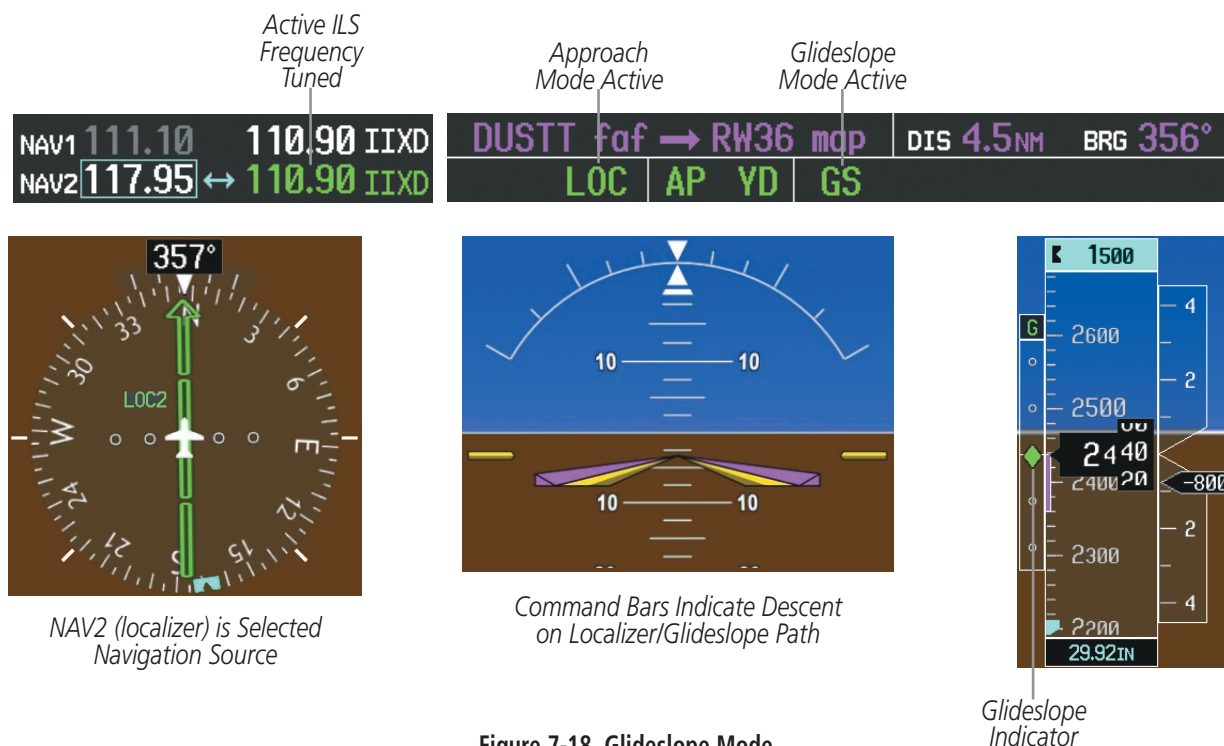 Active ILS
Frequency
Tuned
Approach
Mode Active
Glideslope
Mode Active
NAV1 111.10 110.90 IIXD
NAV2 117.95 ↔ 110.90 IIXD
DUSTT faf → RW36 map DIS 4.5NM BRG 356°
LOC AP YD GS
357°
N
33
3
30
6
LOC2
W
E
24
12
21
S
15
NAV2 (localizer) is Selected
Navigation Source
10 10
10 10
Command Bars Indicate Descent
on Localizer/Glideslope Path
1500
4
G
2600
2
2500
2440
20
2400
-800
2
2300
4
2200
29.92IN
Glideslope
Indicator
Figure 7-18 Glideslope Mode